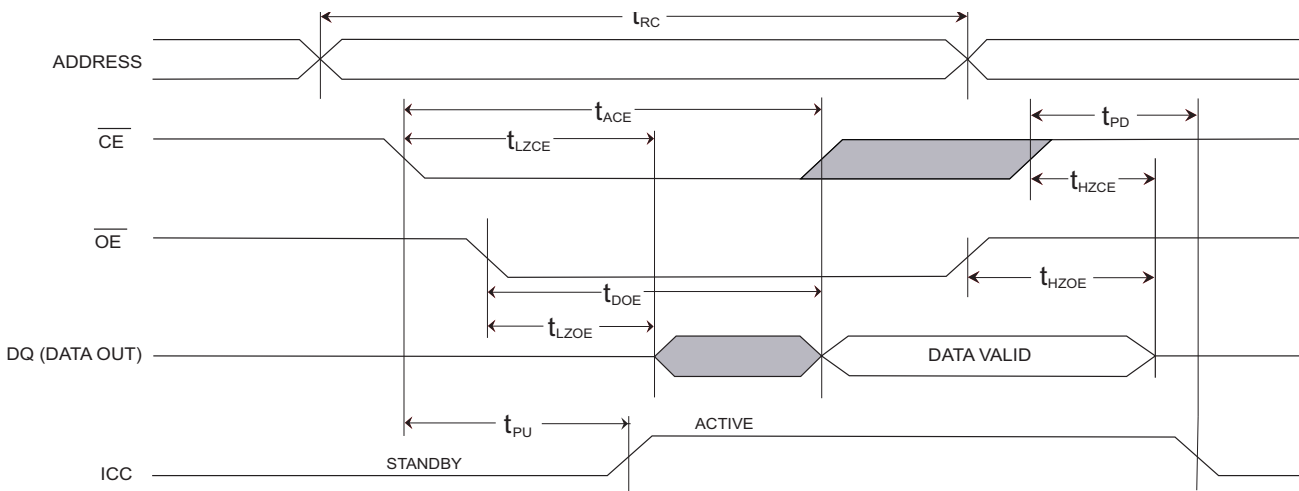 tRC
ADDRESS
tACE
tPD
CE
tLZCE
tHZCE
OE
tHZOE
tDOE
tLZOE
DQ (DATA OUT)
DATA VALID
tPU
ACTIVE
STANDBY
ICC